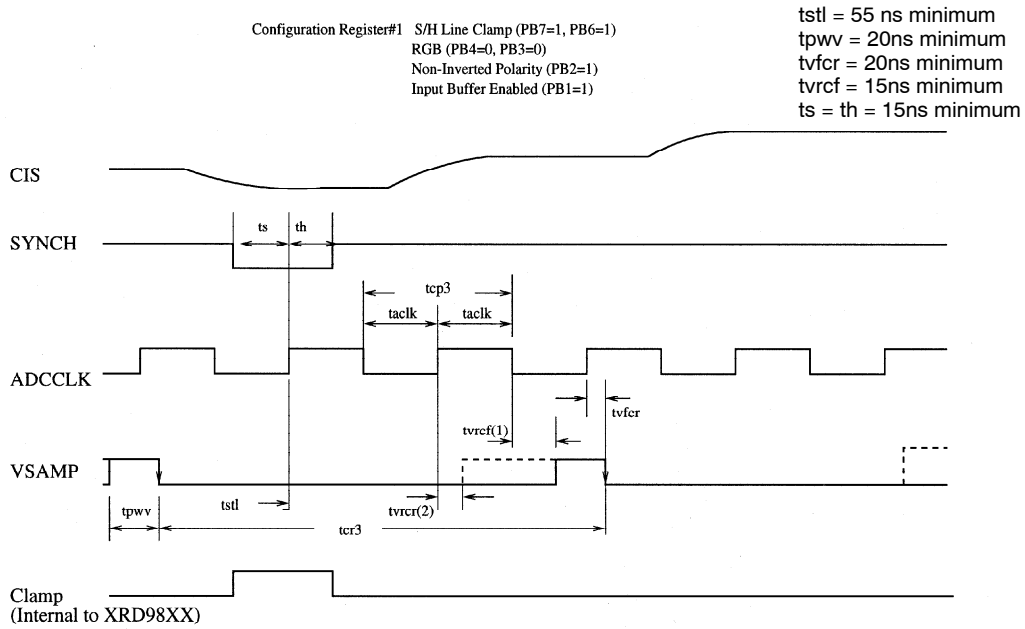 Configuration Register#1 S/H Line Clamp (PB7=1, PB6=1)
RGB (PB4=0, PB3=0)
Non-Inverted Polarity (PB2=1)
Input Buffer Enabled (PB1=1)
tstl = 55 ns minimum
tpwv = 20ns minimum
tvfcr = 20ns minimum
tvrcf = 15ns minimum
ts = th = 15ns minimum
CIS
ts th
SYNCH
tcp3
taclk taclk
ADCCLK
tvfcr
tvrcf(1)
VSAMP
tpwv tstl tvrcr(2)
tcr3
Clamp
(Internal to XRD98XX)